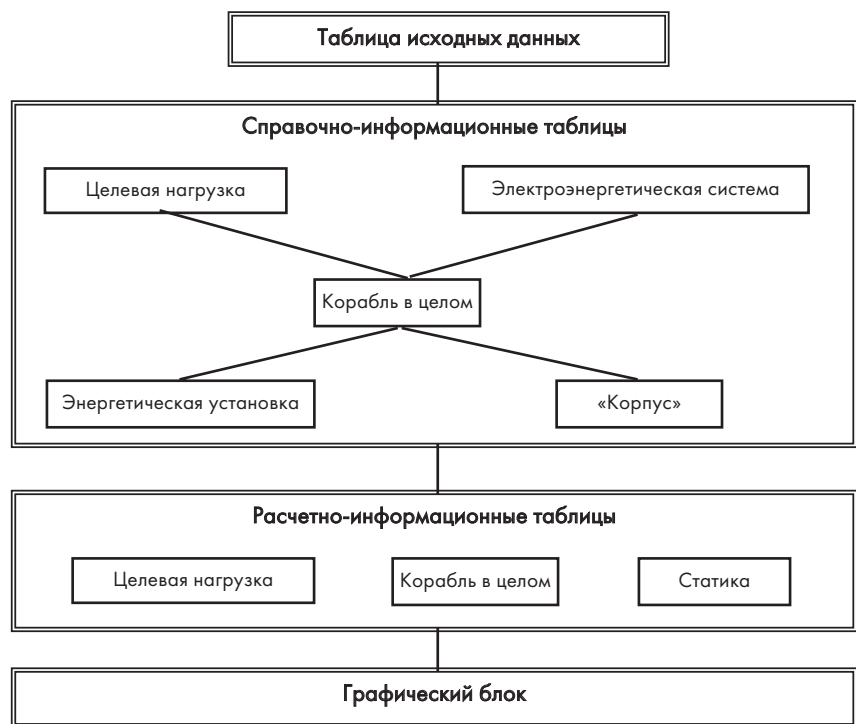 Таблица исходных данных
Справочно-информационные таблицы
Целевая нагрузка
Электроэнергетическая система
Корабль в целом
Энергетическая установка
«Корпус»
Расчетно-информационные таблицы
Целевая нагрузка
Корабль в целом
Статика
Графический блок